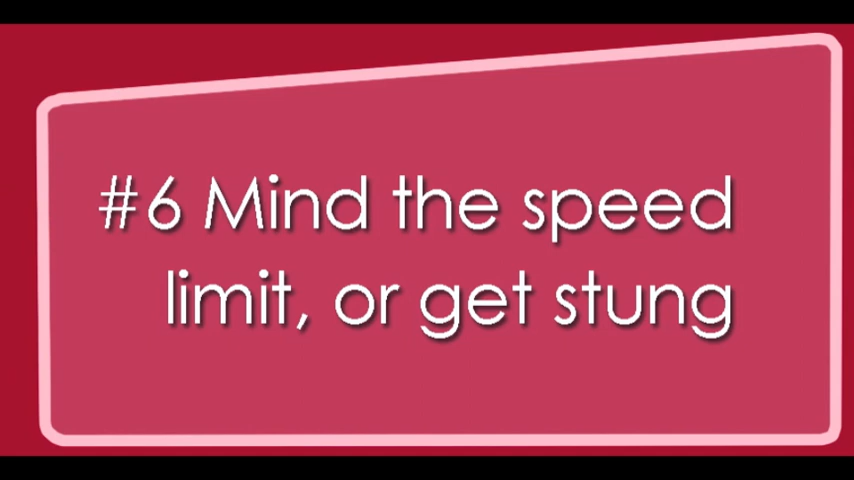 #6 Mind the speed
limit, or get stung